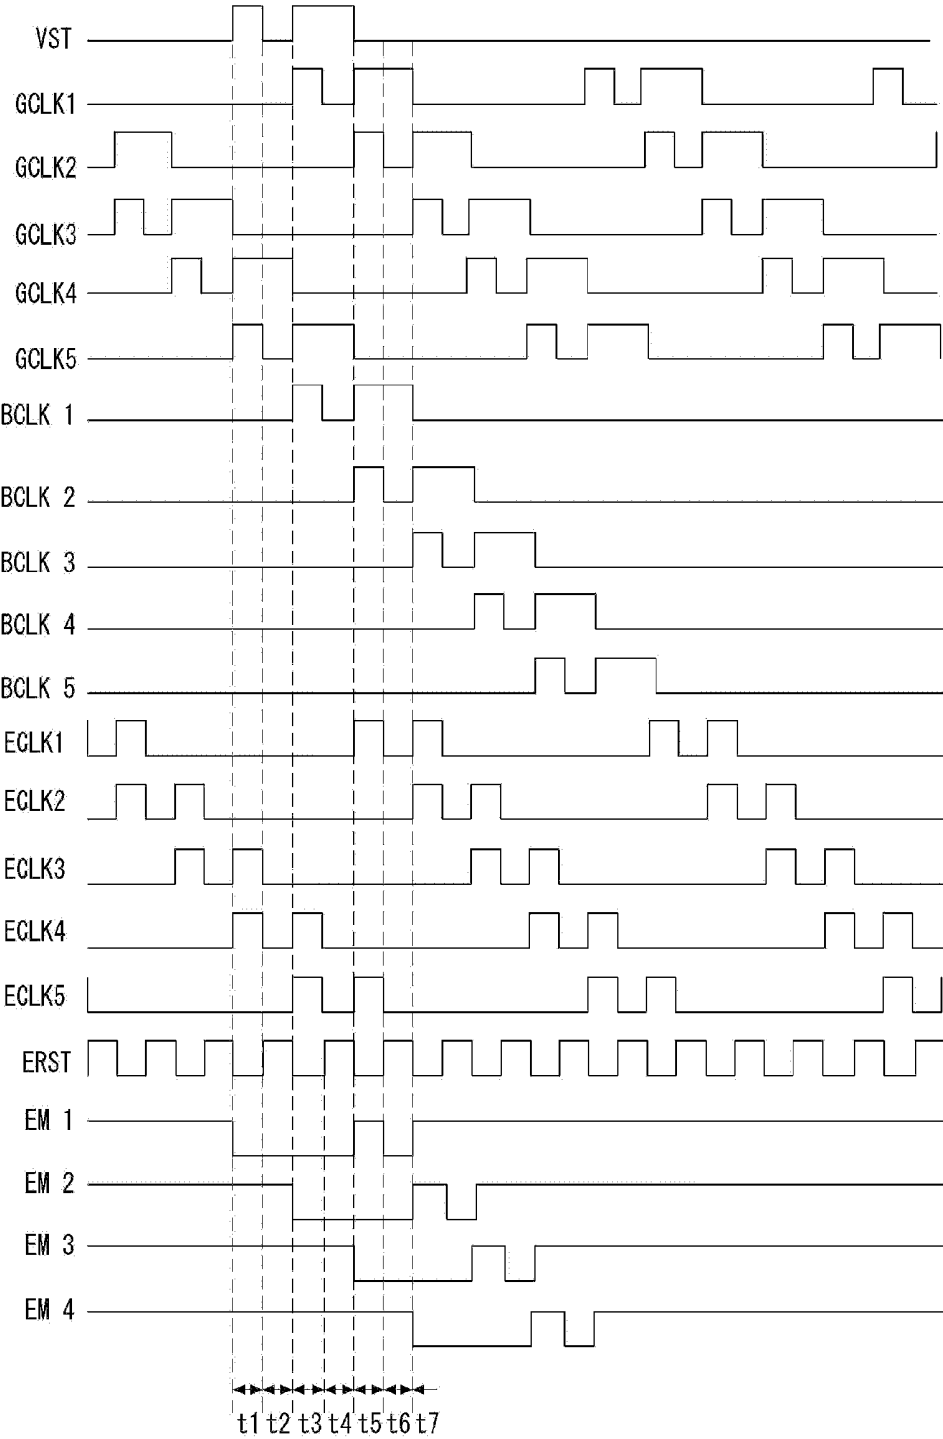 VST
GCLK1
GCLK2
GCLK3
GCLK4
GCLK5
BCLK 1
BCLK 2
BCLK 3
BCLK 4
BCLK 5
ECLK1
ECLK2
ECLK3
ECLK4
ECLK5
ERST
EM 1
EM 2
EM 3
EM 4
t1 t2 t3 t4 t5 t6 t7